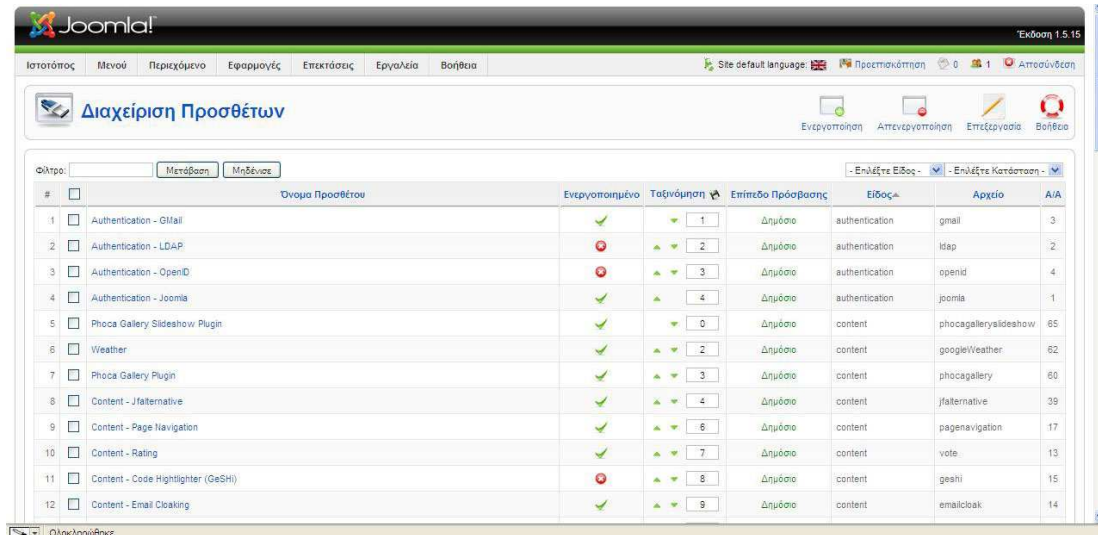 Joomla!
Έκδοση 1.5.15
Ιστοτόπος Μενού Περιεχόμενο Εφαρμογές Επεκτάσεις Εργαλεία Βοήθεια Site default language: Προεπισκόπηση 0 1 Αποσύνδεση
Διαχείριση Προσθέτων
Ενεργοποίηση Απενεργοποίηση Επεξεργασία Βοήθεια
Φίλτρο: Μετάβαση Μηδένισε - Επιλέξτε Είδος - - Επιλέξτε Κατάσταση -
# Όνομα Προσθέτου Ενεργοποιημένο Ταξινόμηση Επίπεδο Πρόσβασης Είδος Αρχείο Α/Α
1 Authentication - GMail 1 Δημόσιο authentication gmail 3
2 Authentication - LDAP 2 Δημόσιο authentication ldap 2
3 Authentication - OpenID 3 Δημόσιο authentication openid 4
4 Authentication - Joomla 4 Δημόσιο authentication joomla 1
5 Phoca Gallery Slideshow Plugin 0 Δημόσιο content phocagalleryslideshow 65
6 Weather 2 Δημόσιο content googleWeather 62
7 Phoca Gallery Plugin 3 Δημόσιο content phocagallery 60
8 Content - Jfalternative 4 Δημόσιο content jfalternative 39
9 Content - Page Navigation 6 Δημόσιο content pagenavigation 17
10 Content - Rating 7 Δημόσιο content vote 13
11 Content - Code Hightlighter (GeSHi) 8 Δημόσιο content geshi 15
12 Content - Email Cloaking 9 Δημόσιο content emailcloak 14
Ολοκληρώθηκε